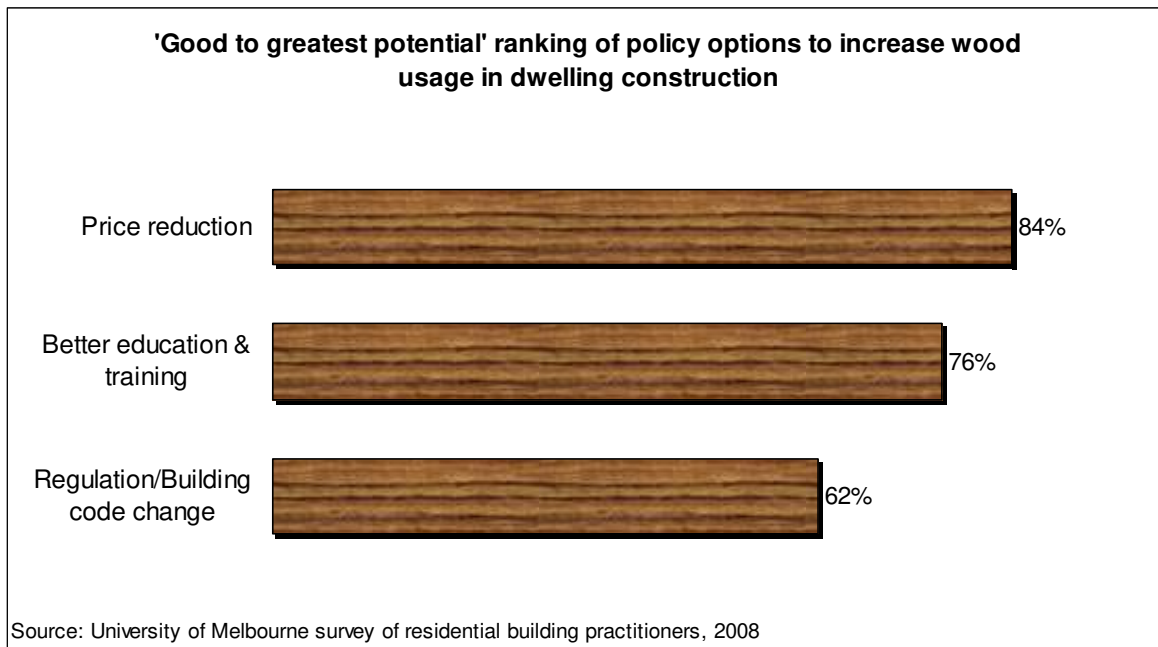 'Good to greatest potential' ranking of policy options to increase wood
usage in dwelling construction
Price reduction
84%
Better education &
training
76%
Regulation/Building
code change
62%
Source: University of Melbourne survey of residential building practitioners, 2008